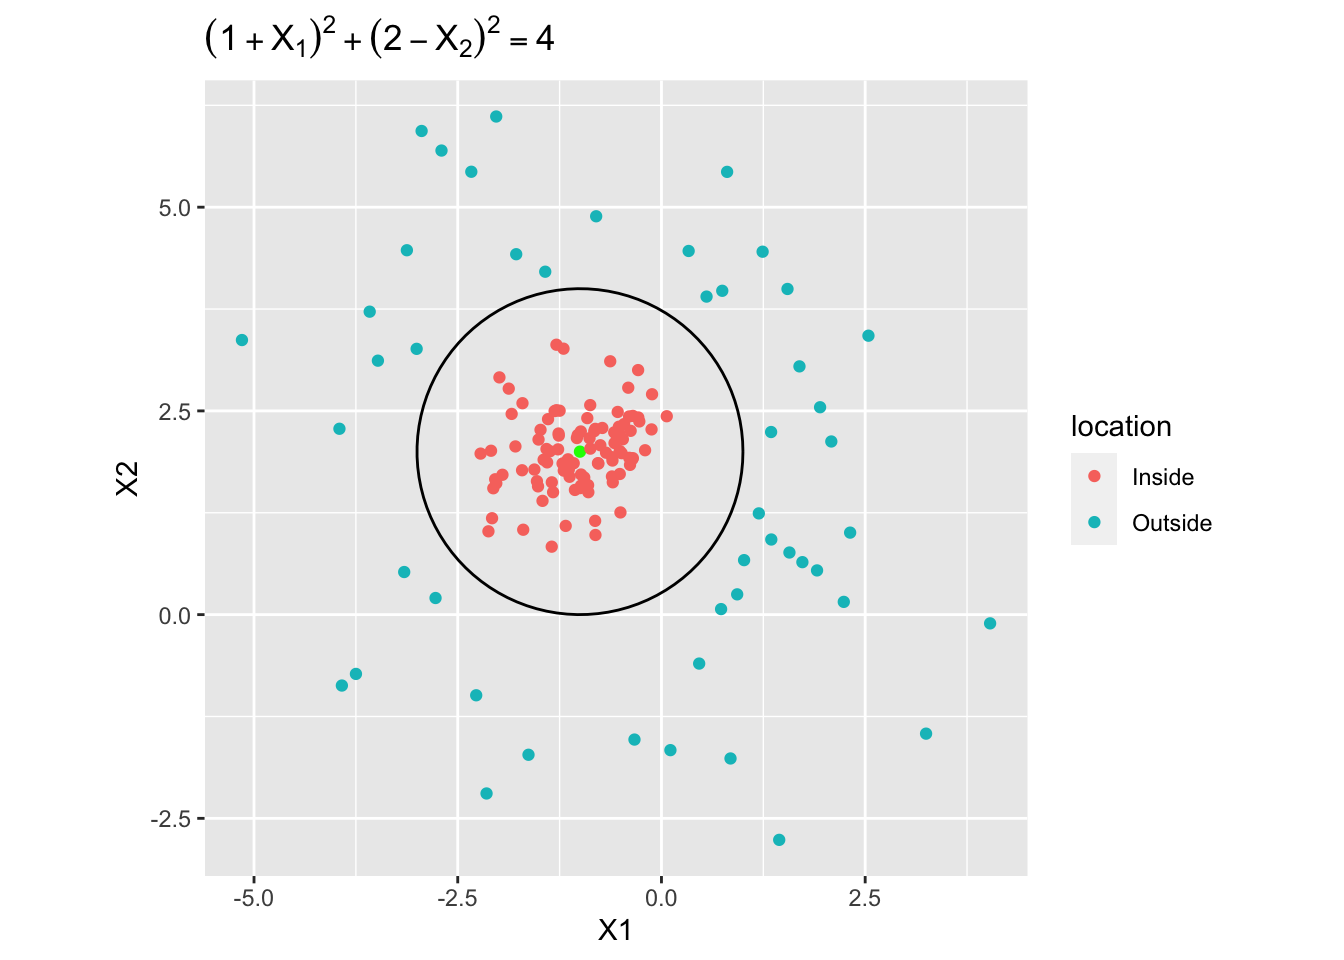 (1 + X₁)² + (2 − X₂)² = 4
5.0
2.5
0.0
-2.5
X2
-5.0
-2.5
0.0
2.5
X1
location
Inside
Outside